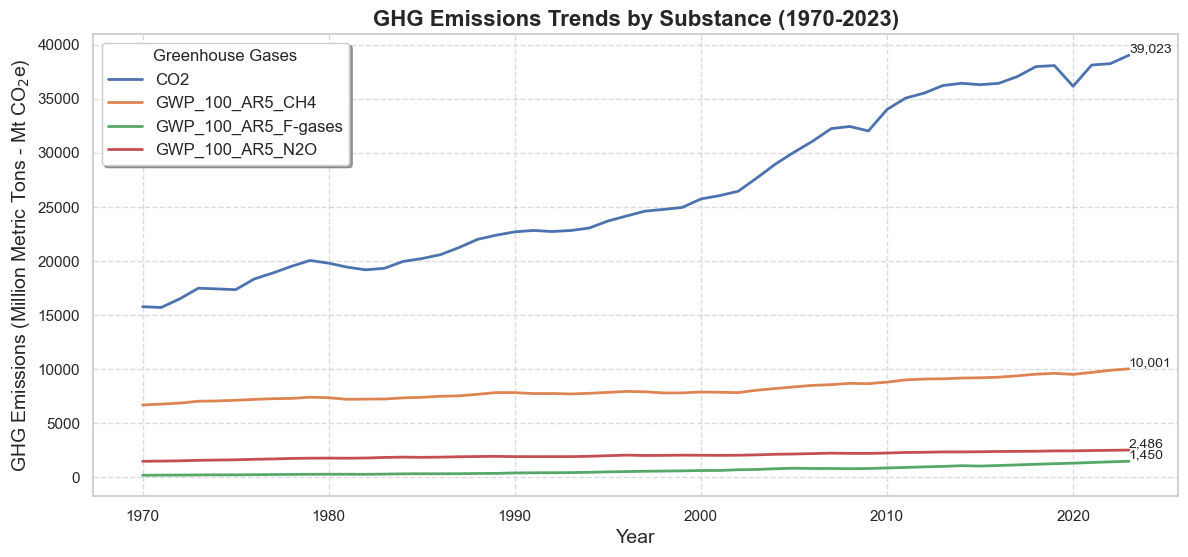 GHG Emissions Trends by Substance (1970-2023)
GHG Emissions (Million Metric Tons - Mt CO₂e)
40000
35000
30000
25000
20000
15000
10000
5000
0
Greenhouse Gases
CO2
GWP_100_AR5_CH4
GWP_100_AR5_F-gases
GWP_100_AR5_N2O
39,023
10,001
2,486
1,450
1970 1980 1990 2000 2010 2020
Year